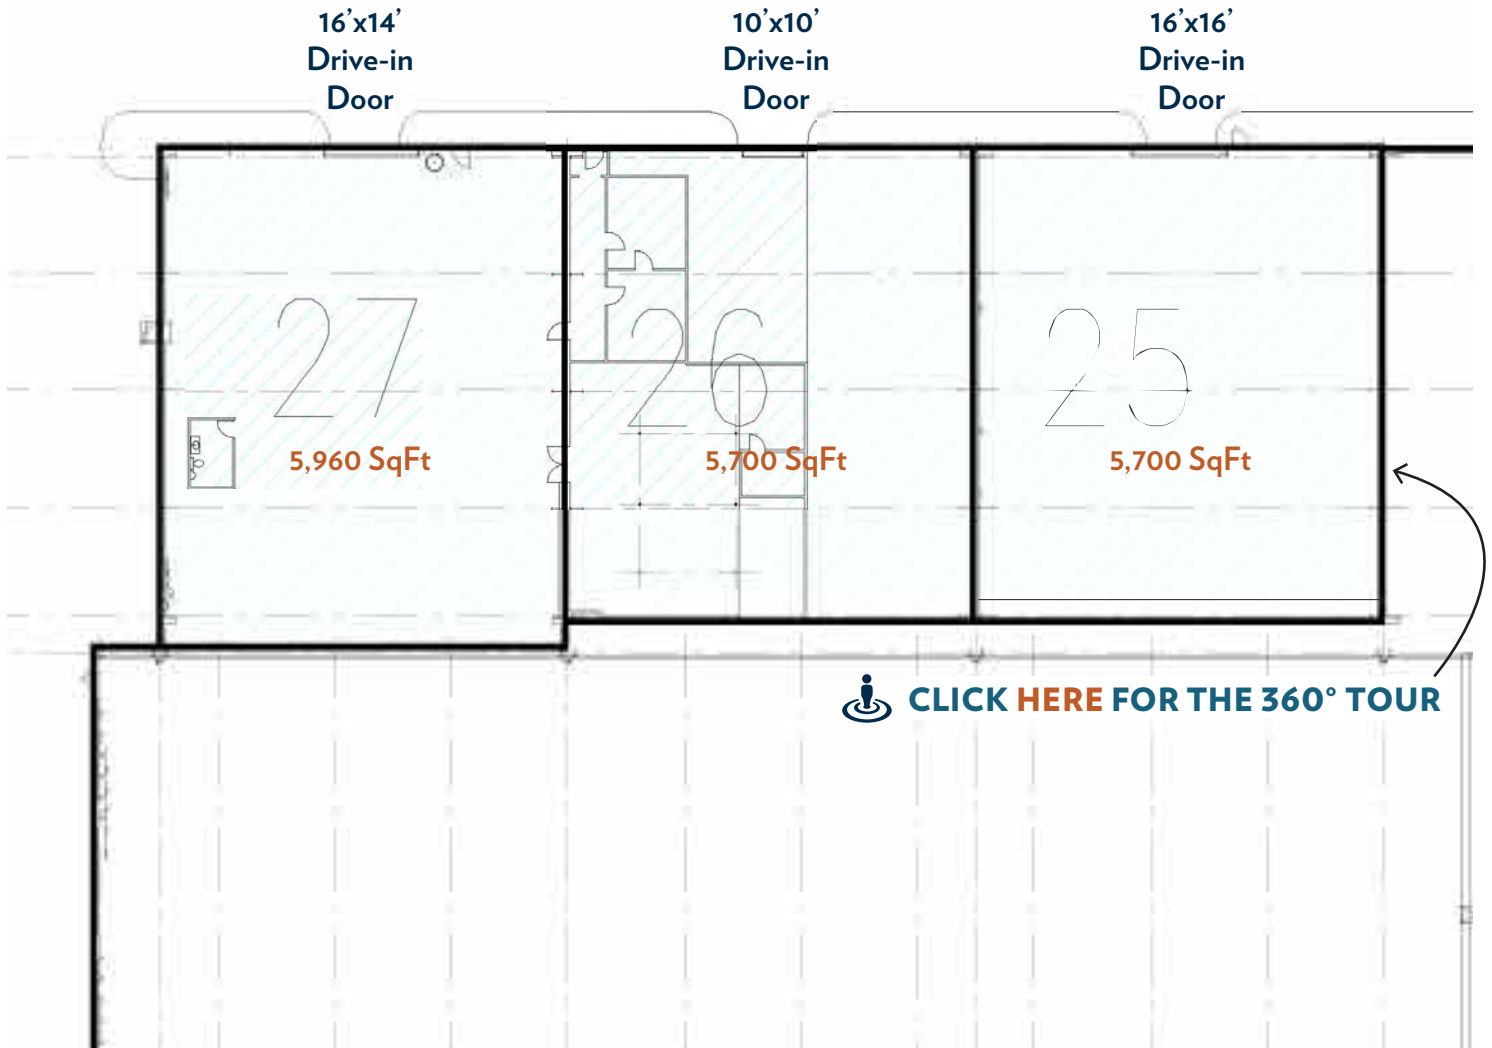 16’x14’
Drive-in
Door
10’x10’
Drive-in
Door
16’x16’
Drive-in
Door
27
26
25
5,960 SqFt
5,700 SqFt
5,700 SqFt
CLICK HERE FOR THE 360° TOUR